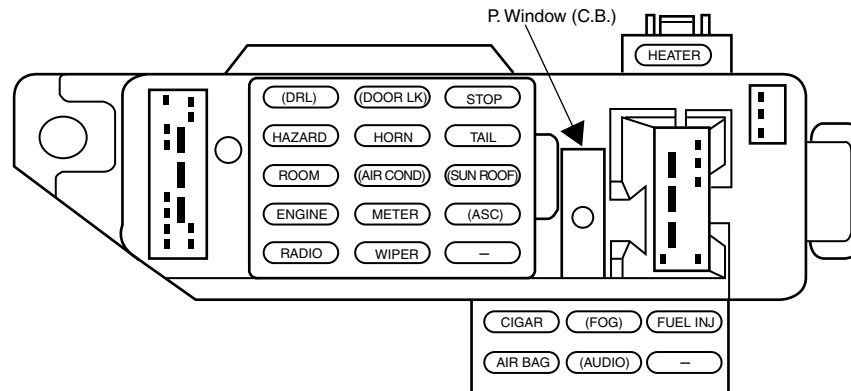 P. Window (C.B.)
HEATER
(DRL) (DOOR LK) STOP
HAZARD HORN TAIL
ROOM (AIR COND) (SUN ROOF)
ENGINE METER (ASC)
RADIO WIPER –
CIGAR (FOG) FUEL INJ
AIR BAG (AUDIO) –